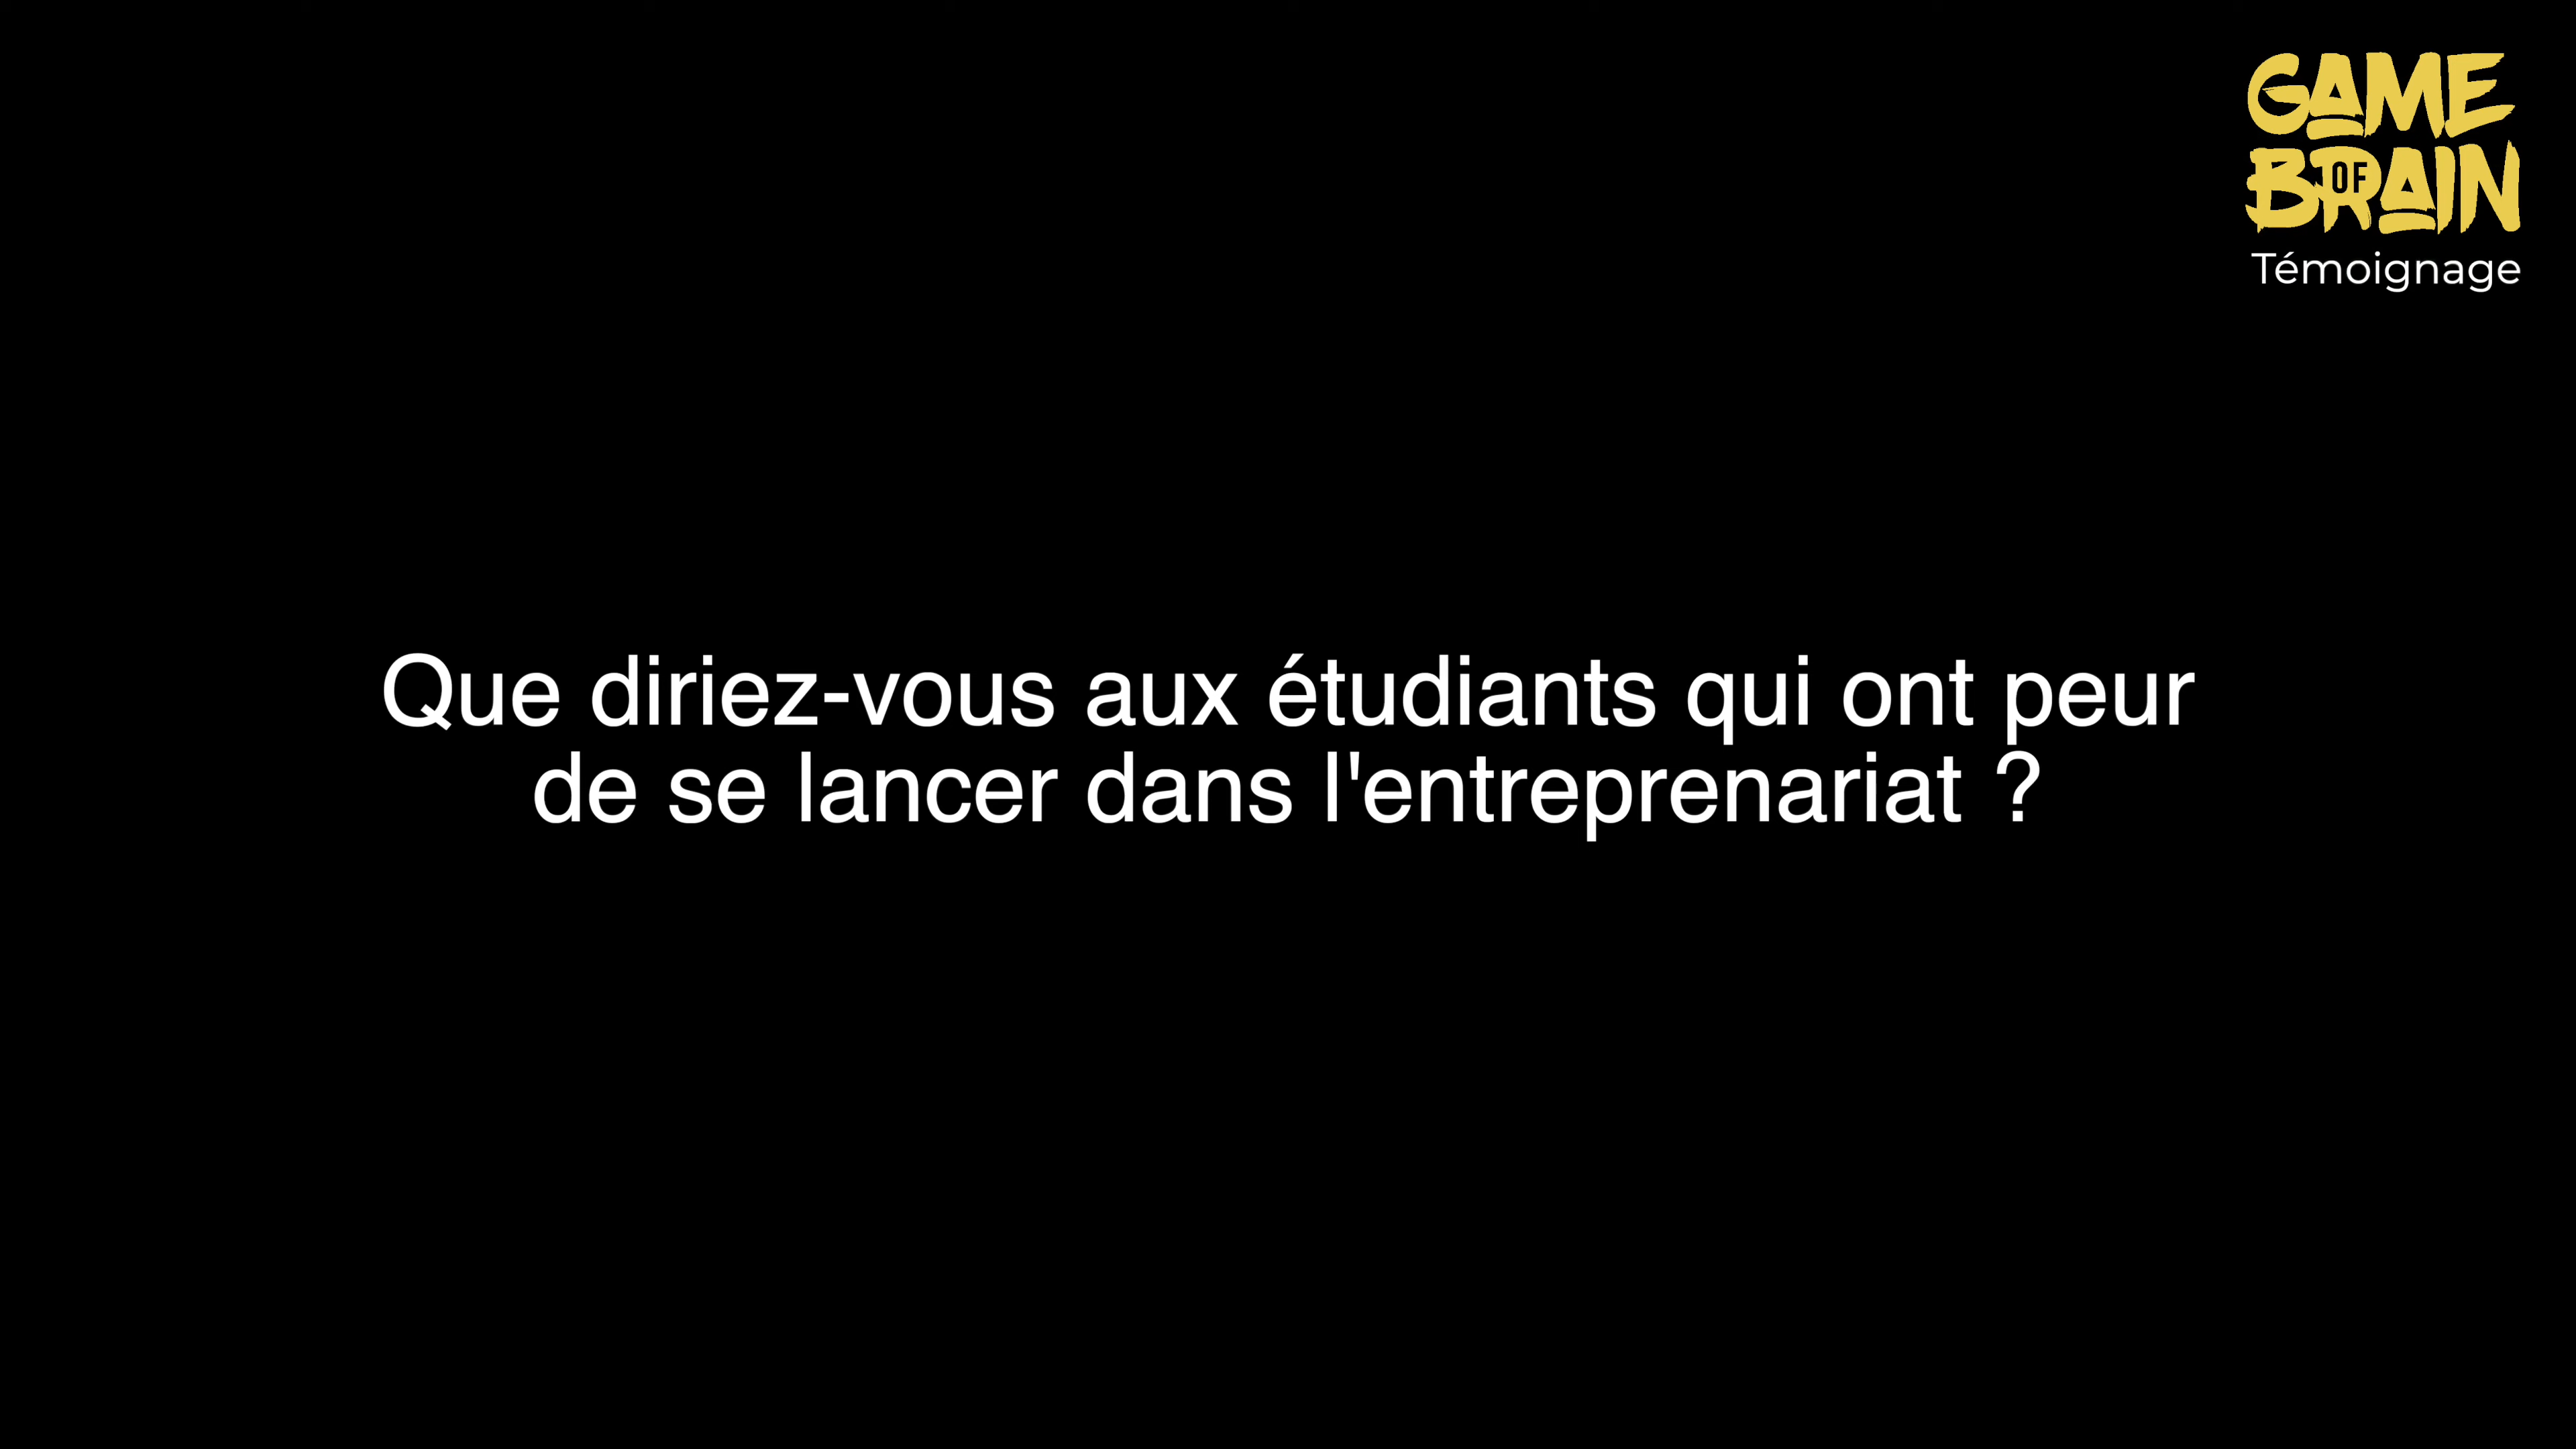 GAME
OF
BRAIN
Témoignage
Que diriez-vous aux étudiants qui ont peur
de se lancer dans l'entreprenariat ?